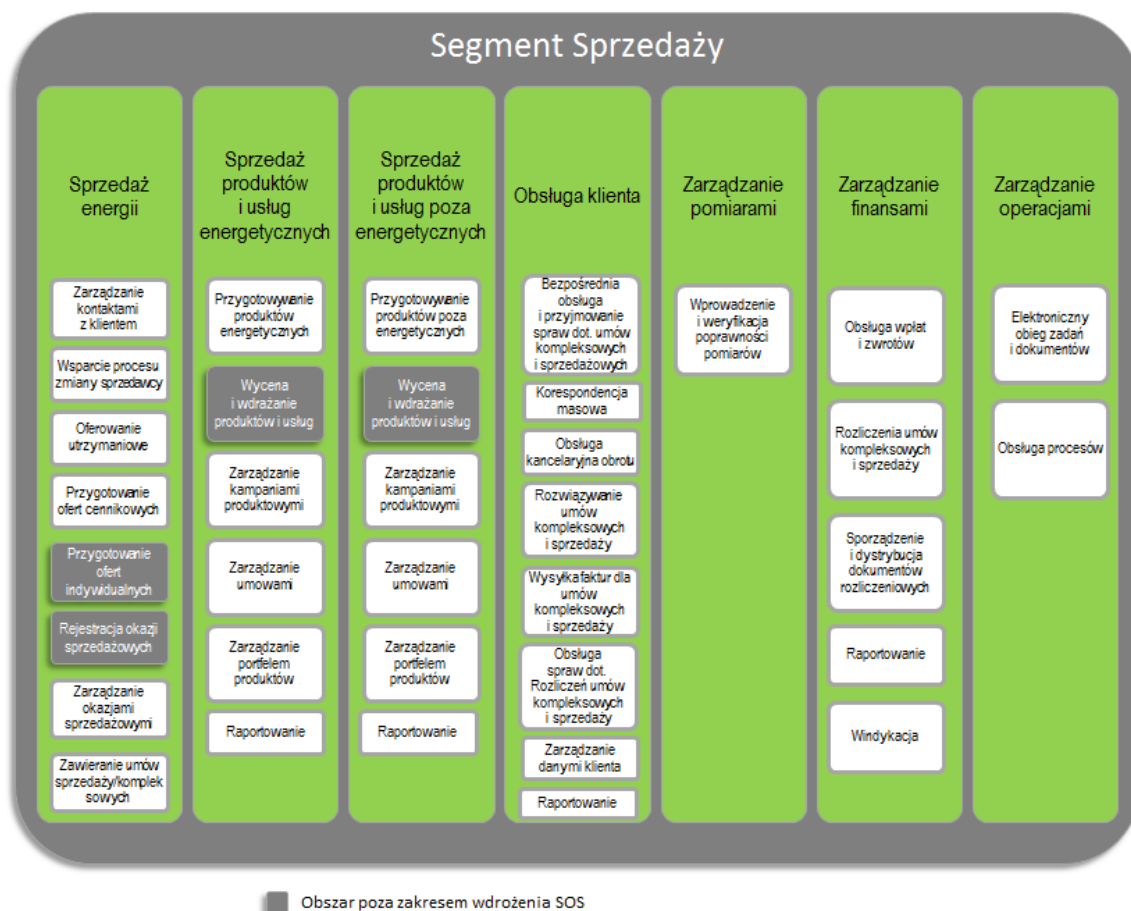 Segment Sprzedaży
Sprzedaż
energii
Zarządzanie
kontaktami
z klientem
Wsparcie procesu
zmiany sprzedawcy
Oferowanie
utrzymaniowe
Przygotowanie
ofert cennikowych
Przygotowanie
ofert
indywidualnych
Rejestracja okazji
sprzedażowych
Zarządzanie
okazjami
sprzedażowymi
Zawieranie umów
sprzedaży/komplek
sowych
Sprzedaż
produktów
i usług
energetycznych
Przygotowywanie
produktów
energetycznych
Wycena
i wdrażanie
produktów i usług
Zarządzanie
kampaniami
produktowymi
Zarządzanie
umowami
Zarządzanie
portfelem
produktów
Raportowanie
Sprzedaż
produktów
i usług poza
energetycznych
Przygotowywanie
produktów poza
energetycznych
Wycena
i wdrażanie
produktów i usług
Zarządzanie
kampaniami
produktowymi
Zarządzanie
umowami
Zarządzanie
portfelem
produktów
Raportowanie
Obsługa klienta
Bezpośrednia
obsługa
i przyjmowanie
spraw dot. umów
kompleksowych
i sprzedażowych
Korespondencja
masowa
Obsługa
kancelaryjna obrotu
Rozwiązywanie
umów
kompleksowych
i sprzedaży
Wysyłka faktur dla
umów
kompleksowych
i sprzedaży
Obsługa
spraw dot.
Rozliczeń umów
kompleksowych
i sprzedaży
Zarządzanie
danymi klienta
Raportowanie
Zarządzanie
pomiarami
Wprowadzenie
i weryfikacja
poprawności
pomiarów
Zarządzanie
finansami
Obsługa wpłat
i zwrotów
Rozliczenia umów
kompleksowych
i sprzedaży
Sporządzenie
i dystrybucja
dokumentów
rozliczeniowych
Raportowanie
Windykacja
Zarządzanie
operacjami
Elektroniczny
obieg zadań
i dokumentów
Obsługa procesów
Obszar poza zakresem wdrożenia SOS